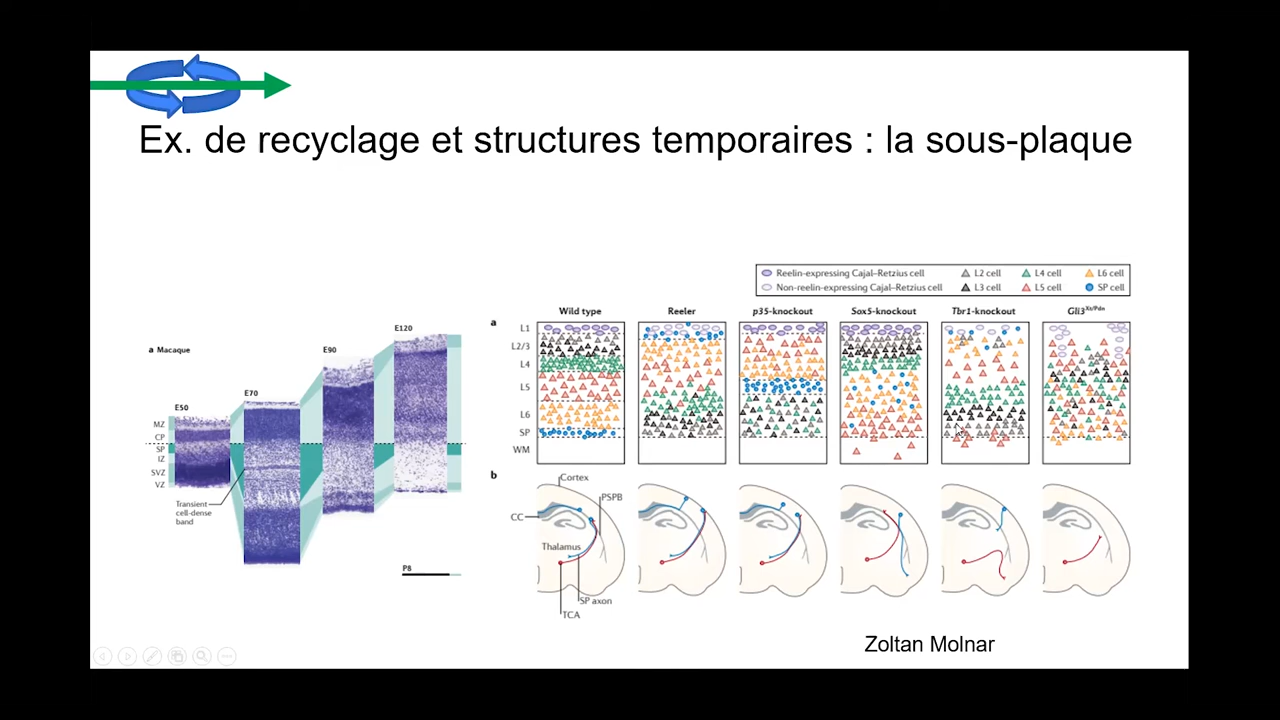 Ex. de recyclage et structures temporaires : la sous-plaque
Reelin-expressing Cajal–Retzius cell
L2 cell
L4 cell
L6 cell
Non-reelin-expressing Cajal–Retzius cell
L3 cell
L5 cell
SP cell
a
Wild type
Reeler
p35-knockout
Sox5-knockout
Tbr1-knockout
Gli3Xt/Pdn
L1
L2/3
L4
L5
L6
SP
WM
a Macaque
E50
E70
E90
E120
MZ
CP
SP
IZ
SVZ
VZ
Transient
cell-dense
band
P8
b
Cortex
PSPB
CC
Thalamus
SP axon
TCA
Zoltan Molnar